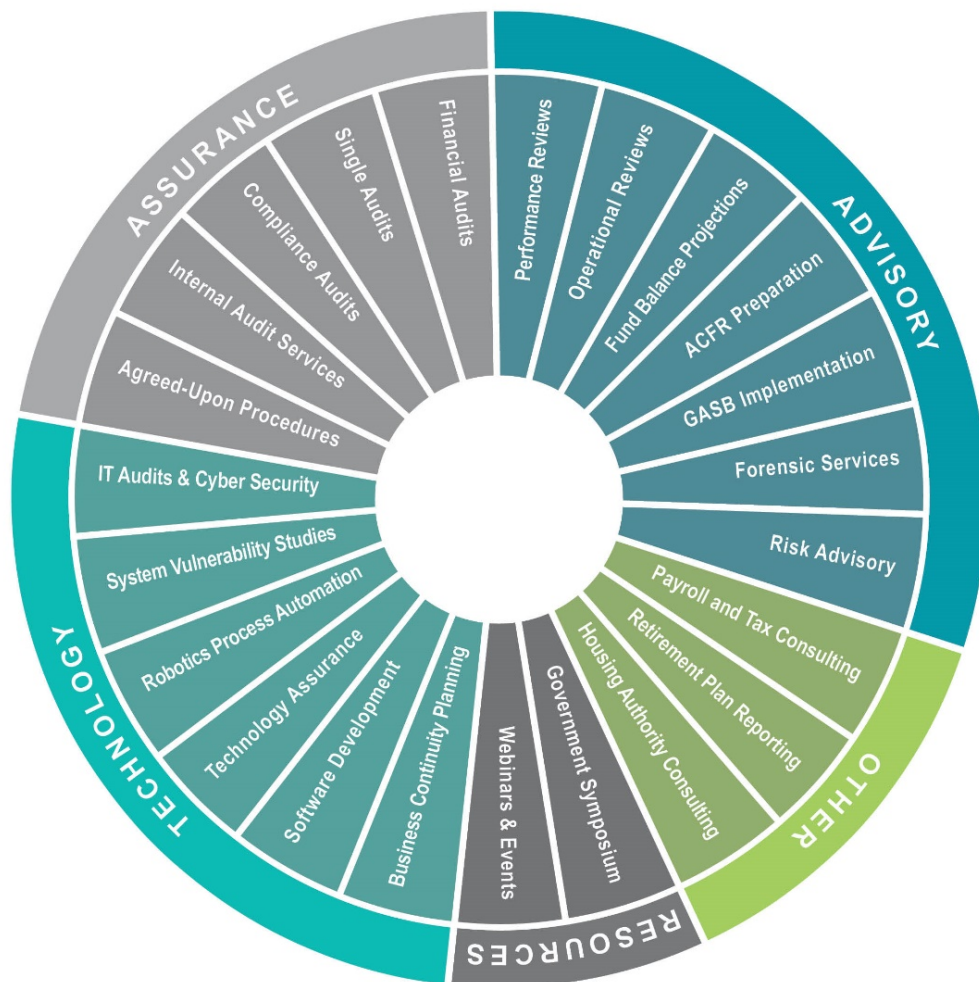 ASSURANCE
Financial Audits
Single Audits
Compliance Audits
Internal Audit Services
Agreed-Upon Procedures
ADVISORY
Performance Reviews
Operational Reviews
Fund Balance Projections
ACFR Preparation
GASB Implementation
Forensic Services
Risk Advisory
OTHER
Payroll and Tax Consulting
Retirement Plan Reporting
Housing Authority Consulting
RESOURCES
Government Symposium
Webinars & Events
TECHNOLOGY
Business Continuity Planning
Software Development
Technology Assurance
Robotics Process Automation
System Vulnerability Studies
IT Audits & Cyber Security